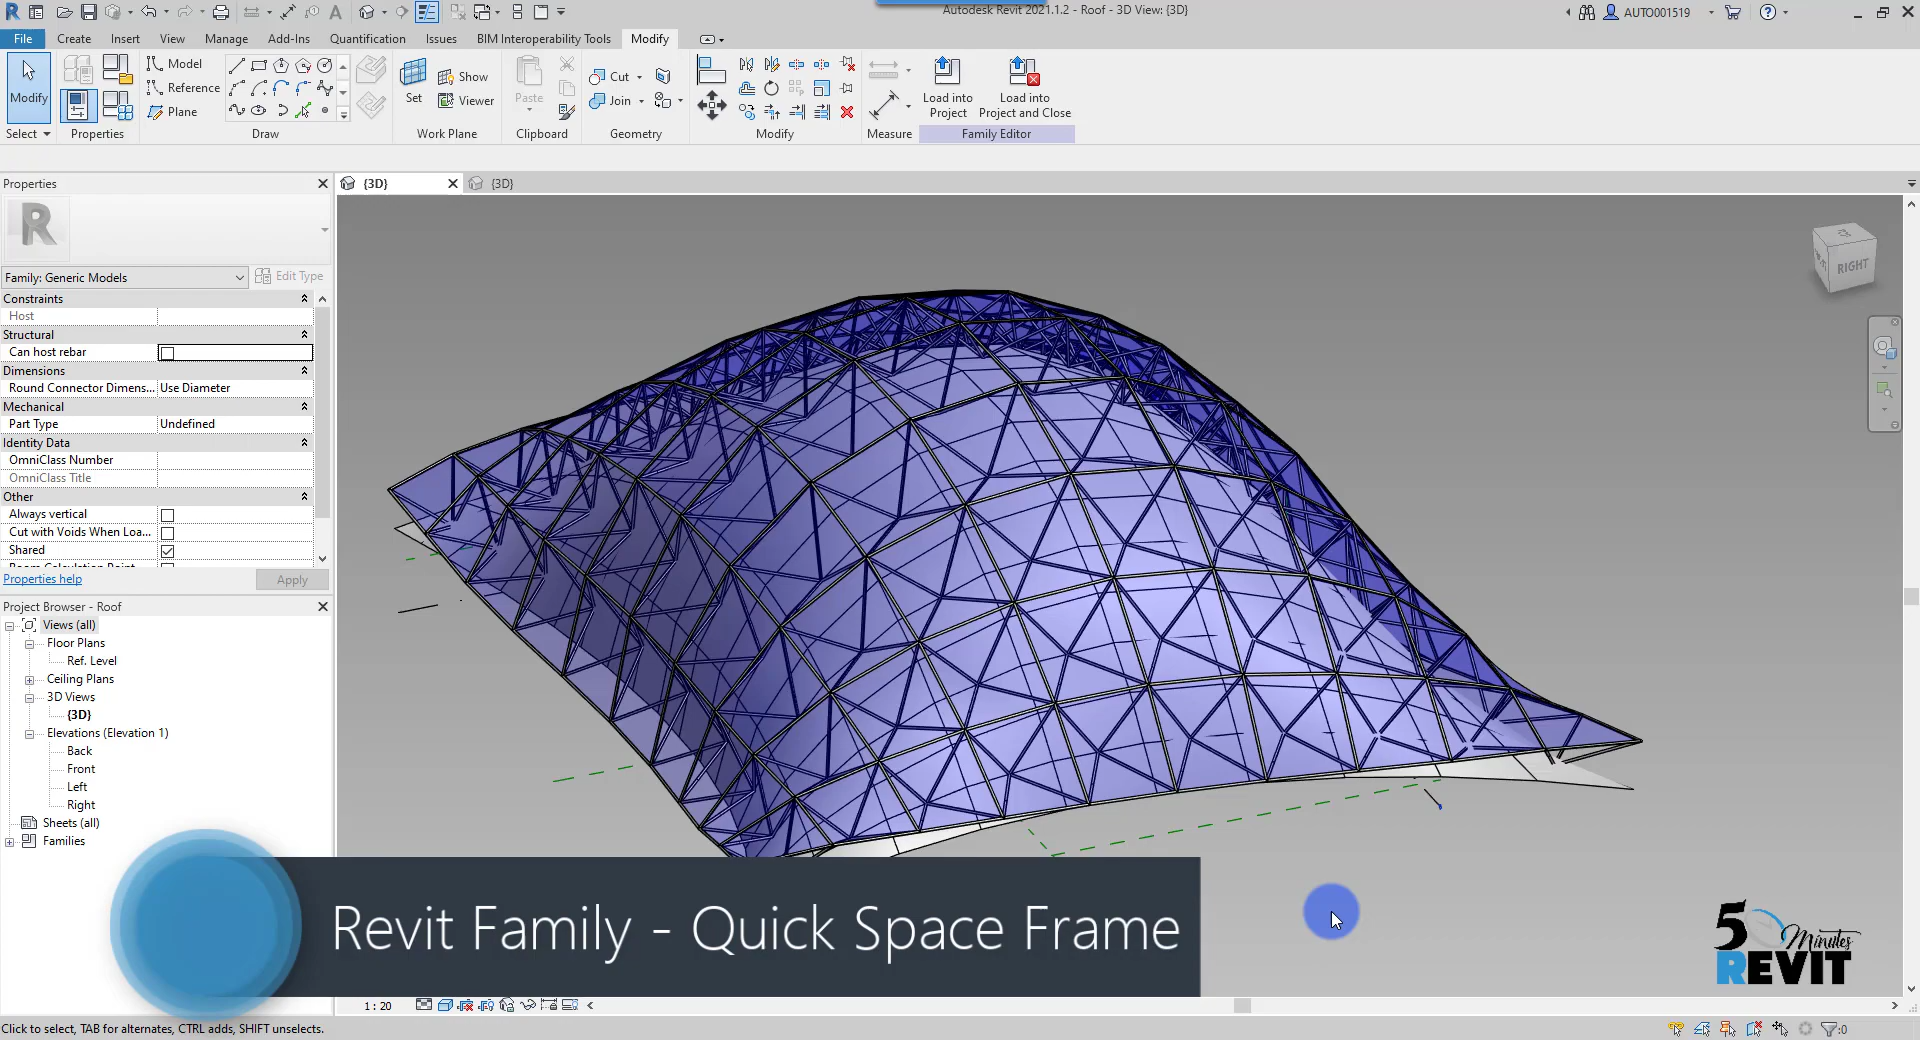 Autodesk Revit 2021.1.2 - Roof - 3D View: {3D}
AUTO001519
File Create Insert View Manage Add-Ins Quantification Issues BIM Interoperability Tools Modify
Modify
Select
Properties
Model
Reference
Plane
Draw
Set
Show
Viewer
Work Plane
Paste
Clipboard
Cut
Join
Geometry
Modify
Measure
Load into
Project
Load into
Project and Close
Family Editor
Properties
{3D}
{3D}
R
Family: Generic Models
Edit Type
Constraints
Host
Structural
Can host rebar
Dimensions
Round Connector Dimens... Use Diameter
Mechanical
Part Type Undefined
Identity Data
OmniClass Number
OmniClass Title
Other
Always vertical
Cut with Voids When Loa...
Shared
Room Calculation Point
Properties help
Apply
Project Browser - Roof
Views (all)
Floor Plans
Ref. Level
Ceiling Plans
3D Views
{3D}
Elevations (Elevation 1)
Back
Front
Left
Right
Sheets (all)
Families
RIGHT
Revit Family - Quick Space Frame
5 Minutes
REVIT
1 : 20
Click to select, TAB for alternates, CTRL adds, SHIFT unselects.
:0